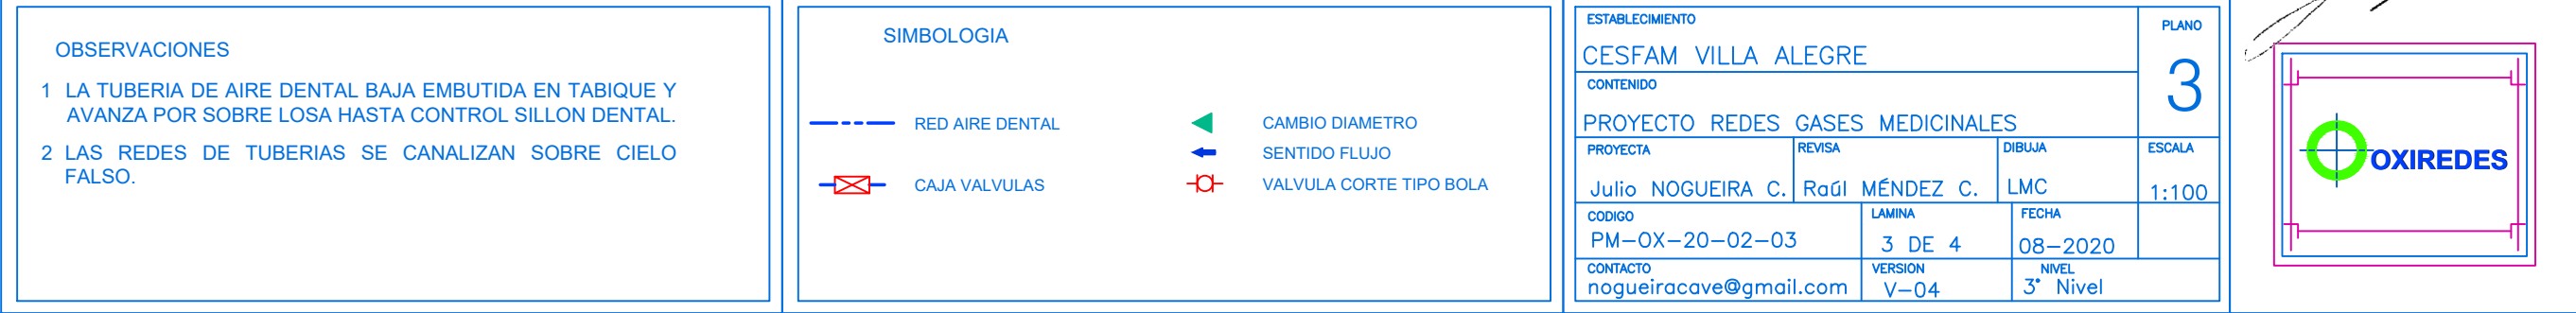 OBSERVACIONES
1 LA TUBERIA DE AIRE DENTAL BAJA EMBUTIDA EN TABIQUE Y
AVANZA POR SOBRE LOSA HASTA CONTROL SILLON DENTAL.
2 LAS REDES DE TUBERIAS SE CANALIZAN SOBRE CIELO
FALSO.
SIMBOLOGIA
RED AIRE DENTAL
CAJA VALVULAS
CAMBIO DIAMETRO
SENTIDO FLUJO
VALVULA CORTE TIPO BOLA
ESTABLECIMIENTO
CESFAM VILLA ALEGRE
PLANO
3
CONTENIDO
PROYECTO REDES GASES MEDICINALES
PROYECTA
Julio NOGUEIRA C.
REVISA
Raúl MÉNDEZ C.
DIBUJA
LMC
ESCALA
1:100
CODIGO
PM-OX-20-02-03
LAMINA
3 DE 4
FECHA
08-2020
CONTACTO
nogueiracave@gmail.com
VERSION
V-04
NIVEL
3° Nivel
OXIREDES